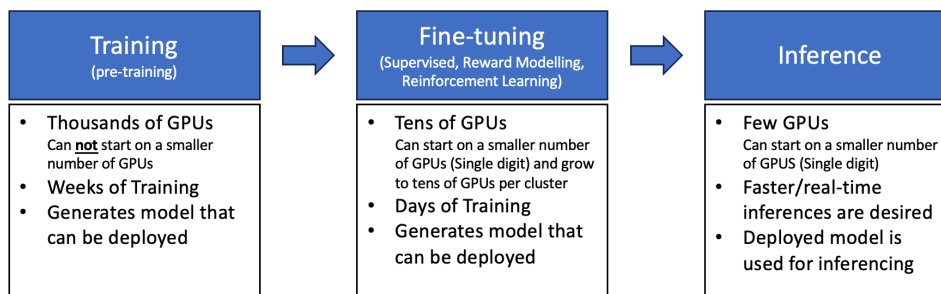 Training
(pre-training)
• Thousands of GPUs
Can not start on a smaller
number of GPUs
• Weeks of Training
• Generates model that
can be deployed
Fine-tuning
(Supervised, Reward Modelling,
Reinforcement Learning)
• Tens of GPUs
Can start on a smaller number
of GPUs (Single digit) and grow
to tens of GPUs per cluster
• Days of Training
• Generates model that
can be deployed
Inference
• Few GPUs
Can start on a smaller number
of GPUS (Single digit)
• Faster/real-time
inferences are desired
• Deployed model is
used for inferencing